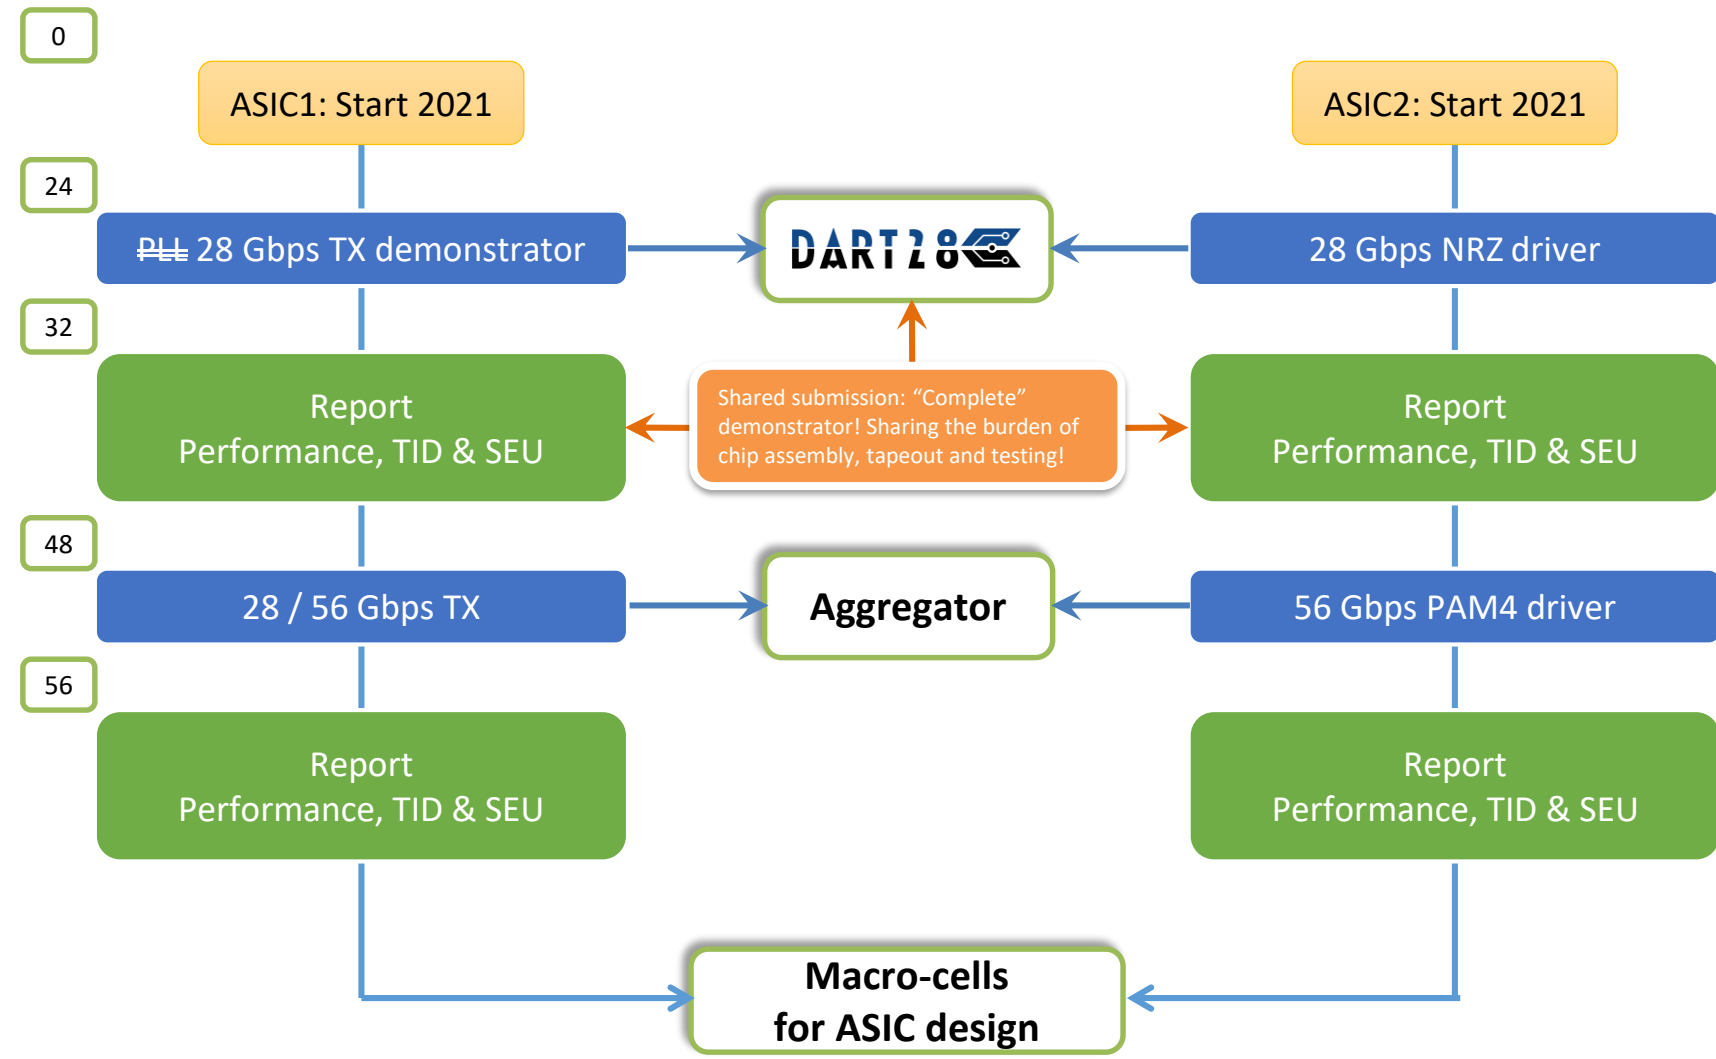 0
ASIC1: Start 2021
ASIC2: Start 2021
24
PLL 28 Gbps TX demonstrator
DART28
28 Gbps NRZ driver
32
Report
Performance, TID & SEU
Shared submission: “Complete”
demonstrator! Sharing the burden of
chip assembly, tapeout and testing!
Report
Performance, TID & SEU
48
28 / 56 Gbps TX
Aggregator
56 Gbps PAM4 driver
56
Report
Performance, TID & SEU
Report
Performance, TID & SEU
Macro-cells
for ASIC design